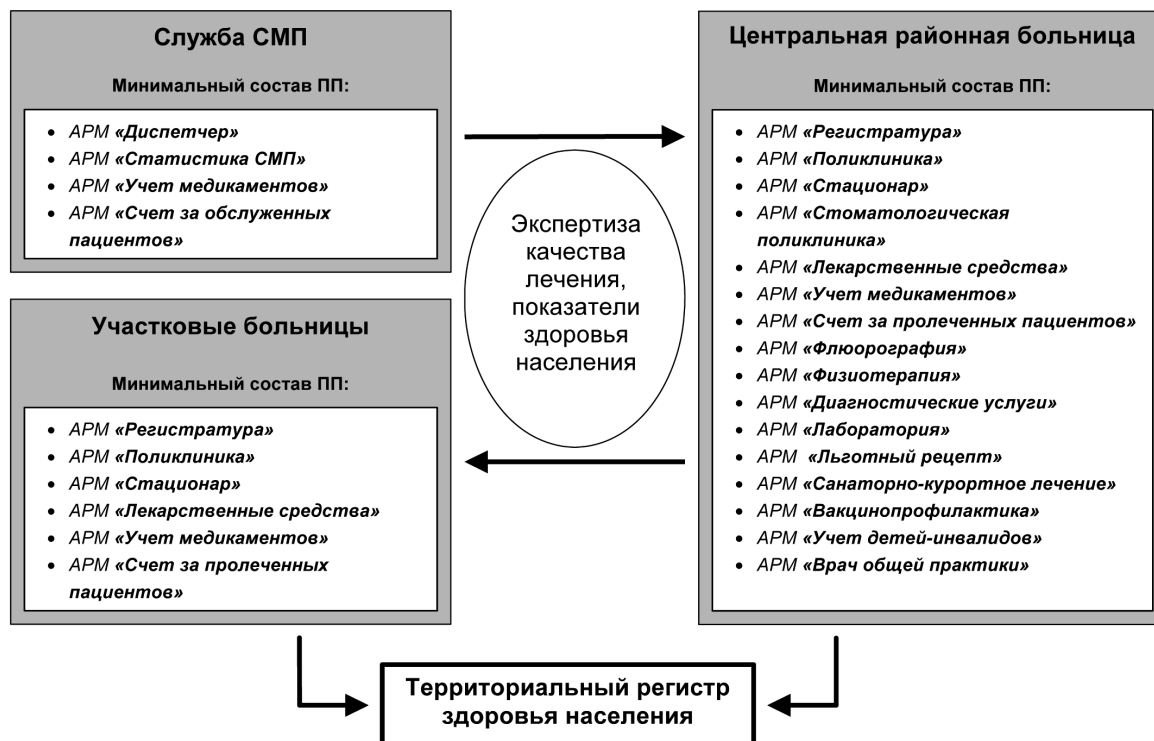 Служба СМП
Минимальный состав ПП:
• АРМ «Диспетчер»
• АРМ «Статистика СМП»
• АРМ «Учет медикаментов»
• АРМ «Счет за обслуженных
пациентов»
Участковые больницы
Минимальный состав ПП:
• АРМ «Регистратура»
• АРМ «Поликлиника»
• АРМ «Стационар»
• АРМ «Лекарственные средства»
• АРМ «Учет медикаментов»
• АРМ «Счет за пролеченных
пациентов»
Экспертиза
качества
лечения,
показатели
здоровья
населения
Центральная районная больница
Минимальный состав ПП:
• АРМ «Регистратура»
• АРМ «Поликлиника»
• АРМ «Стационар»
• АРМ «Стоматологическая
поликлиника»
• АРМ «Лекарственные средства»
• АРМ «Учет медикаментов»
• АРМ «Счет за пролеченных пациентов»
• АРМ «Флюорография»
• АРМ «Физиотерапия»
• АРМ «Диагностические услуги»
• АРМ «Лаборатория»
• АРМ «Льготный рецепт»
• АРМ «Санаторно-курортное лечение»
• АРМ «Вакцинопрофилактика»
• АРМ «Учет детей-инвалидов»
• АРМ «Врач общей практики»
Территориальный регистр
здоровья населения